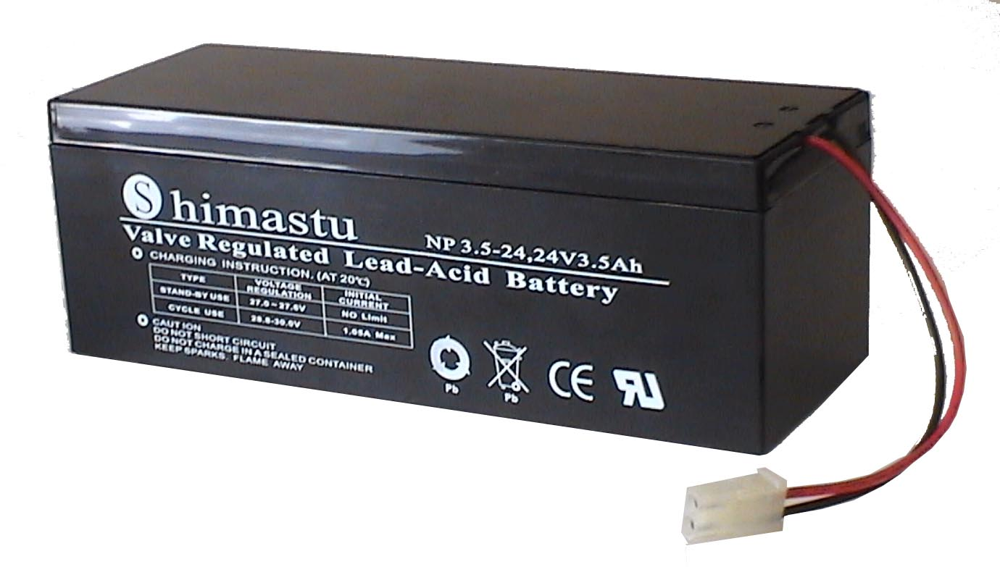 Shimastu
NP 3.5-24,24V3.5Ah
Valve Regulated Lead-Acid Battery
CHARGING INSTRUCTION. (AT 20℃)
TYPE VOLTAGE REGULATION INITIAL CURRENT
STAND-BY USE 27.0~27.6V NO Limit
CYCLE USE 28.8-30.0V 1.05A Max
CAUTION
DO NOT SHORT CIRCUIT
DO NOT CHARGE IN A SEALED CONTAINER
KEEP SPARKS. FLAME AWAY
Pb
Pb
CE
RU